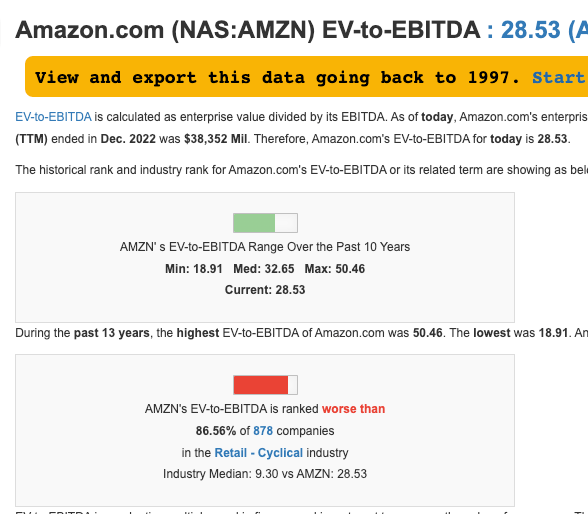 Amazon.com (NAS:AMZN) EV-to-EBITDA : 28.53 (
View and export this data going back to 1997. Start
EV-to-EBITDA is calculated as enterprise value divided by its EBITDA. As of today, Amazon.com's
(TTM) ended in Dec. 2022 was $38,352 Mil. Therefore, Amazon.com's EV-to-EBITDA for today is 28.53.
The historical rank and industry rank for Amazon.com's EV-to-EBITDA or its related term are showing as
AMZN' s EV-to-EBITDA Range Over the Past 10 Years
Min: 18.91 Med: 32.65 Max: 50.46
Current: 28.53
During the past 13 years, the highest EV-to-EBITDA of Amazon.com was 50.46. The lowest was 18.91. An
AMZN's EV-to-EBITDA is ranked worse than
86.56% of 878 companies
in the Retail - Cyclical industry
Industry Median: 9.30 vs AMZN: 28.53